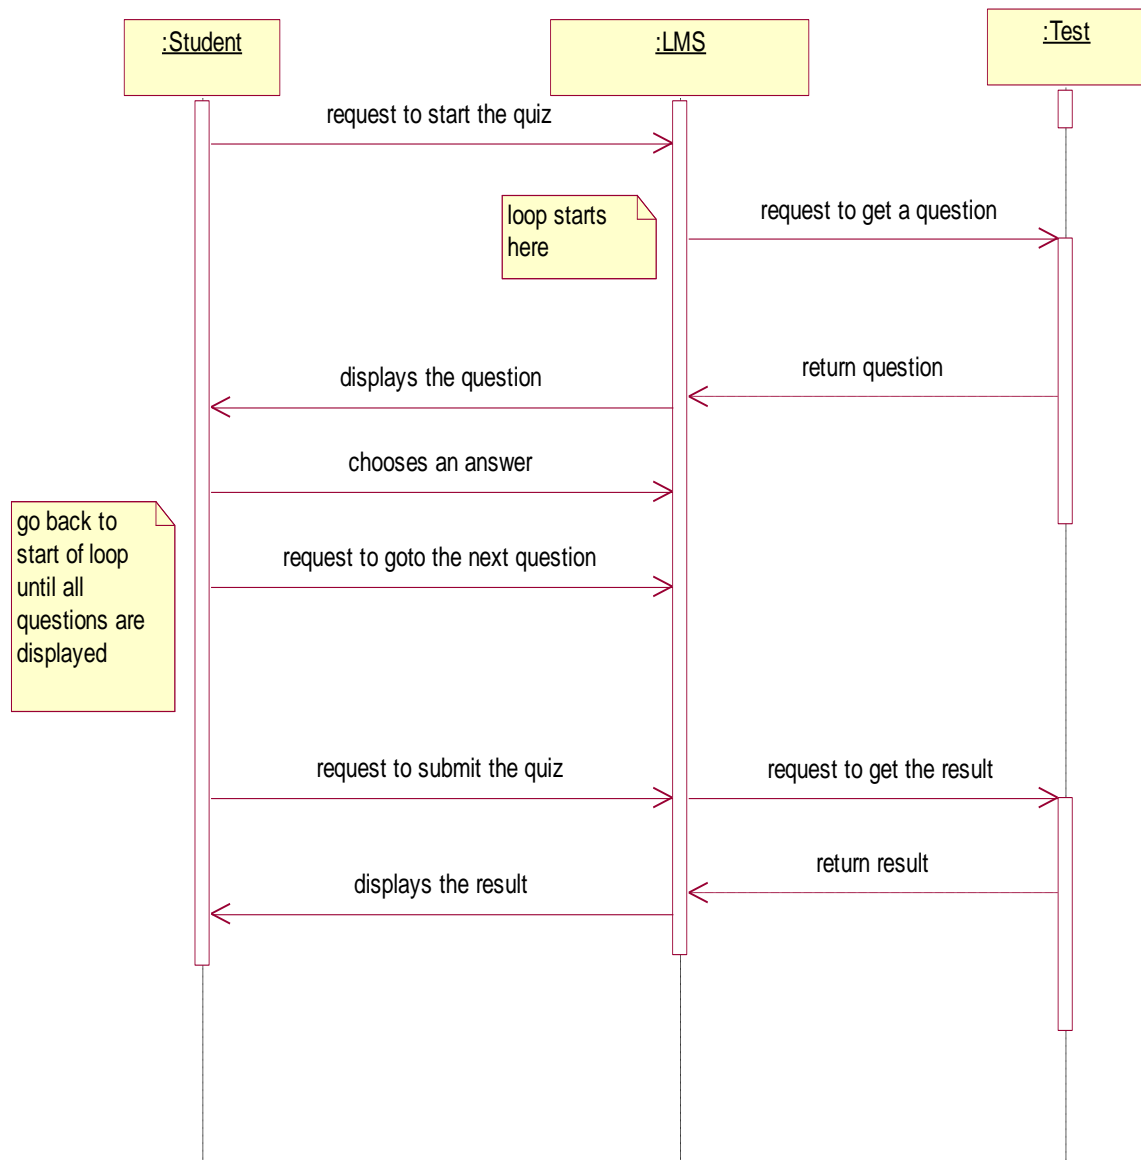 :Student
:LMS
:Test
request to start the quiz
loop starts
here
request to get a question
return question
displays the question
chooses an answer
go back to
start of loop
until all
questions are
displayed
request to goto the next question
request to submit the quiz
request to get the result
return result
displays the result